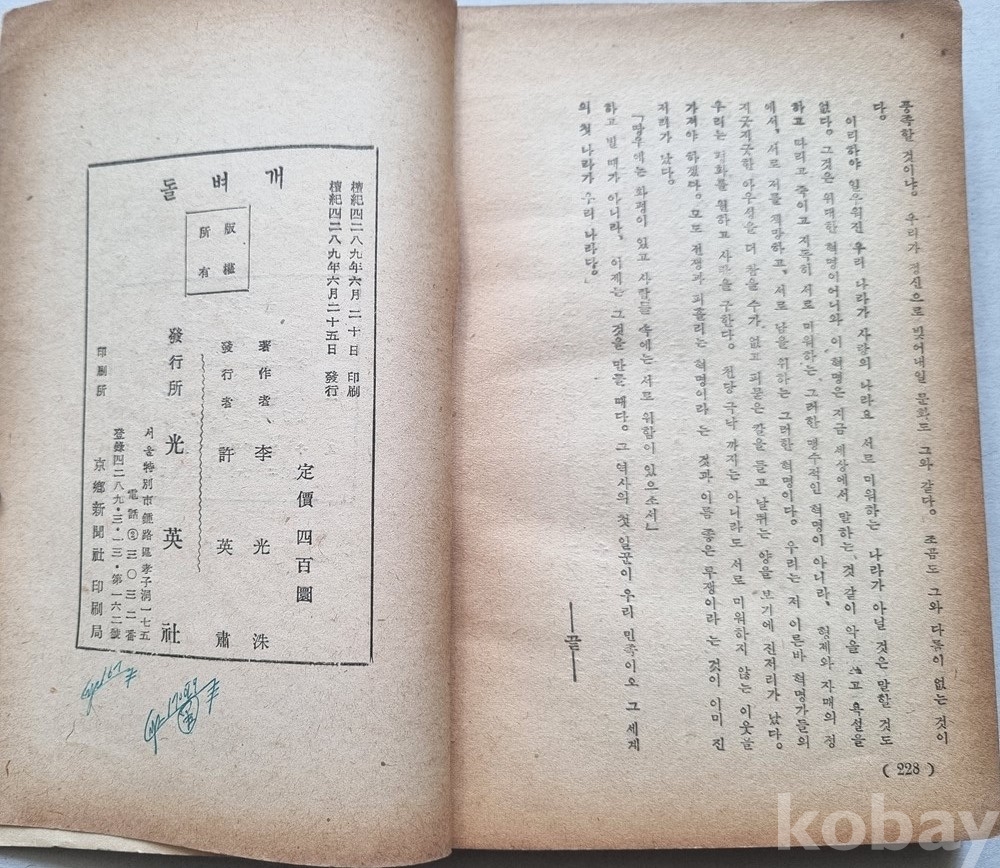 풍족할 것이냐. 우리가 정신으로 빚어내일 문화도 그와 같다. 조곰도 그와 다름이 없는 것이
다.
이리하야 일우워진 우리 나라가 사랑의 나라요 서로 미워하는 나라가 아닐 것은 말할 것도
없다. 그것은 위대한 혁명이어니와 이 혁명은 지금 세상에서 말하는 것 같이 악을 쓰고 욕설을
하고 따리고 죽이고 지독히 서로 미워하는 그러한 맹수적인 혁명이 아니라, 형제와 자매의 정
에서, 서로 저를 책망하고, 서로 남을 위하는 그러한 혁명이다. 우리는 저 이른바 혁명가들의
지긋지긋한 아우성을 더 참을 수가 없고 피묻은 칼을 들고 날뛰는 양을 보기에 진저리가 났다.
우리는 평화를 원하고 사랑을 구한다. 천당 극락 까지는 아니라도 서로 미워하지 않는 이웃을
가져야 하겠다. 모도 전쟁과 피흘리는 혁명이라 는 것과 이름 좋은 투쟁이라 는 것이 이미 진
저리가 났다.
「땅우에는 화평이 있고 사람들 속에는 서로 위함이 있으소서」
하고 빌 때가 아니라, 이제는 그것을 만들 때다. 그 역사의 첫 일꾼이 우리 민족이오 그 세계
의 첫 나라가 우리 나라다.
——끝——
( 228 )
개벼돌
檀紀四二八九年六月二十日 印刷
檀紀四二八九年六月二十五日 發行
版權
所有
定價 四百圜
著作者、李光洙
發行者 許英肅
發行所 光英社
서울特別市鍾路區孝子洞一七五
電話②三〇三二番
登錄四二八九·三·一三·第一六二號
印刷所 京鄕新聞社印刷局
kobay